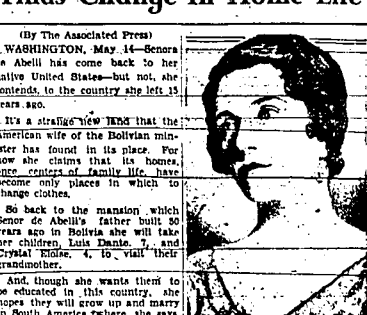 (By The Associated Press)
WASHINGTON, May 14—Senora
Abelli has come back to her
native United States—but not, she
contends, to the country she left 15
years ago.
It's a strange new land that the
American wife of the Bolivian min-
ister has found in its place. For
now she claims that its homes,
once centers of family life, have
become only places in which to
change clothes.
So back to the mansion which
Senor de Abelli's father built 50
years ago in Bolivia she will take
her children, Luis Dante, 7, and
Crystal Eloise, 4, to visit their
grandmother.
And, though she wants them to
be educated in this country, she
hopes they will grow up and marry
in South America where, she says